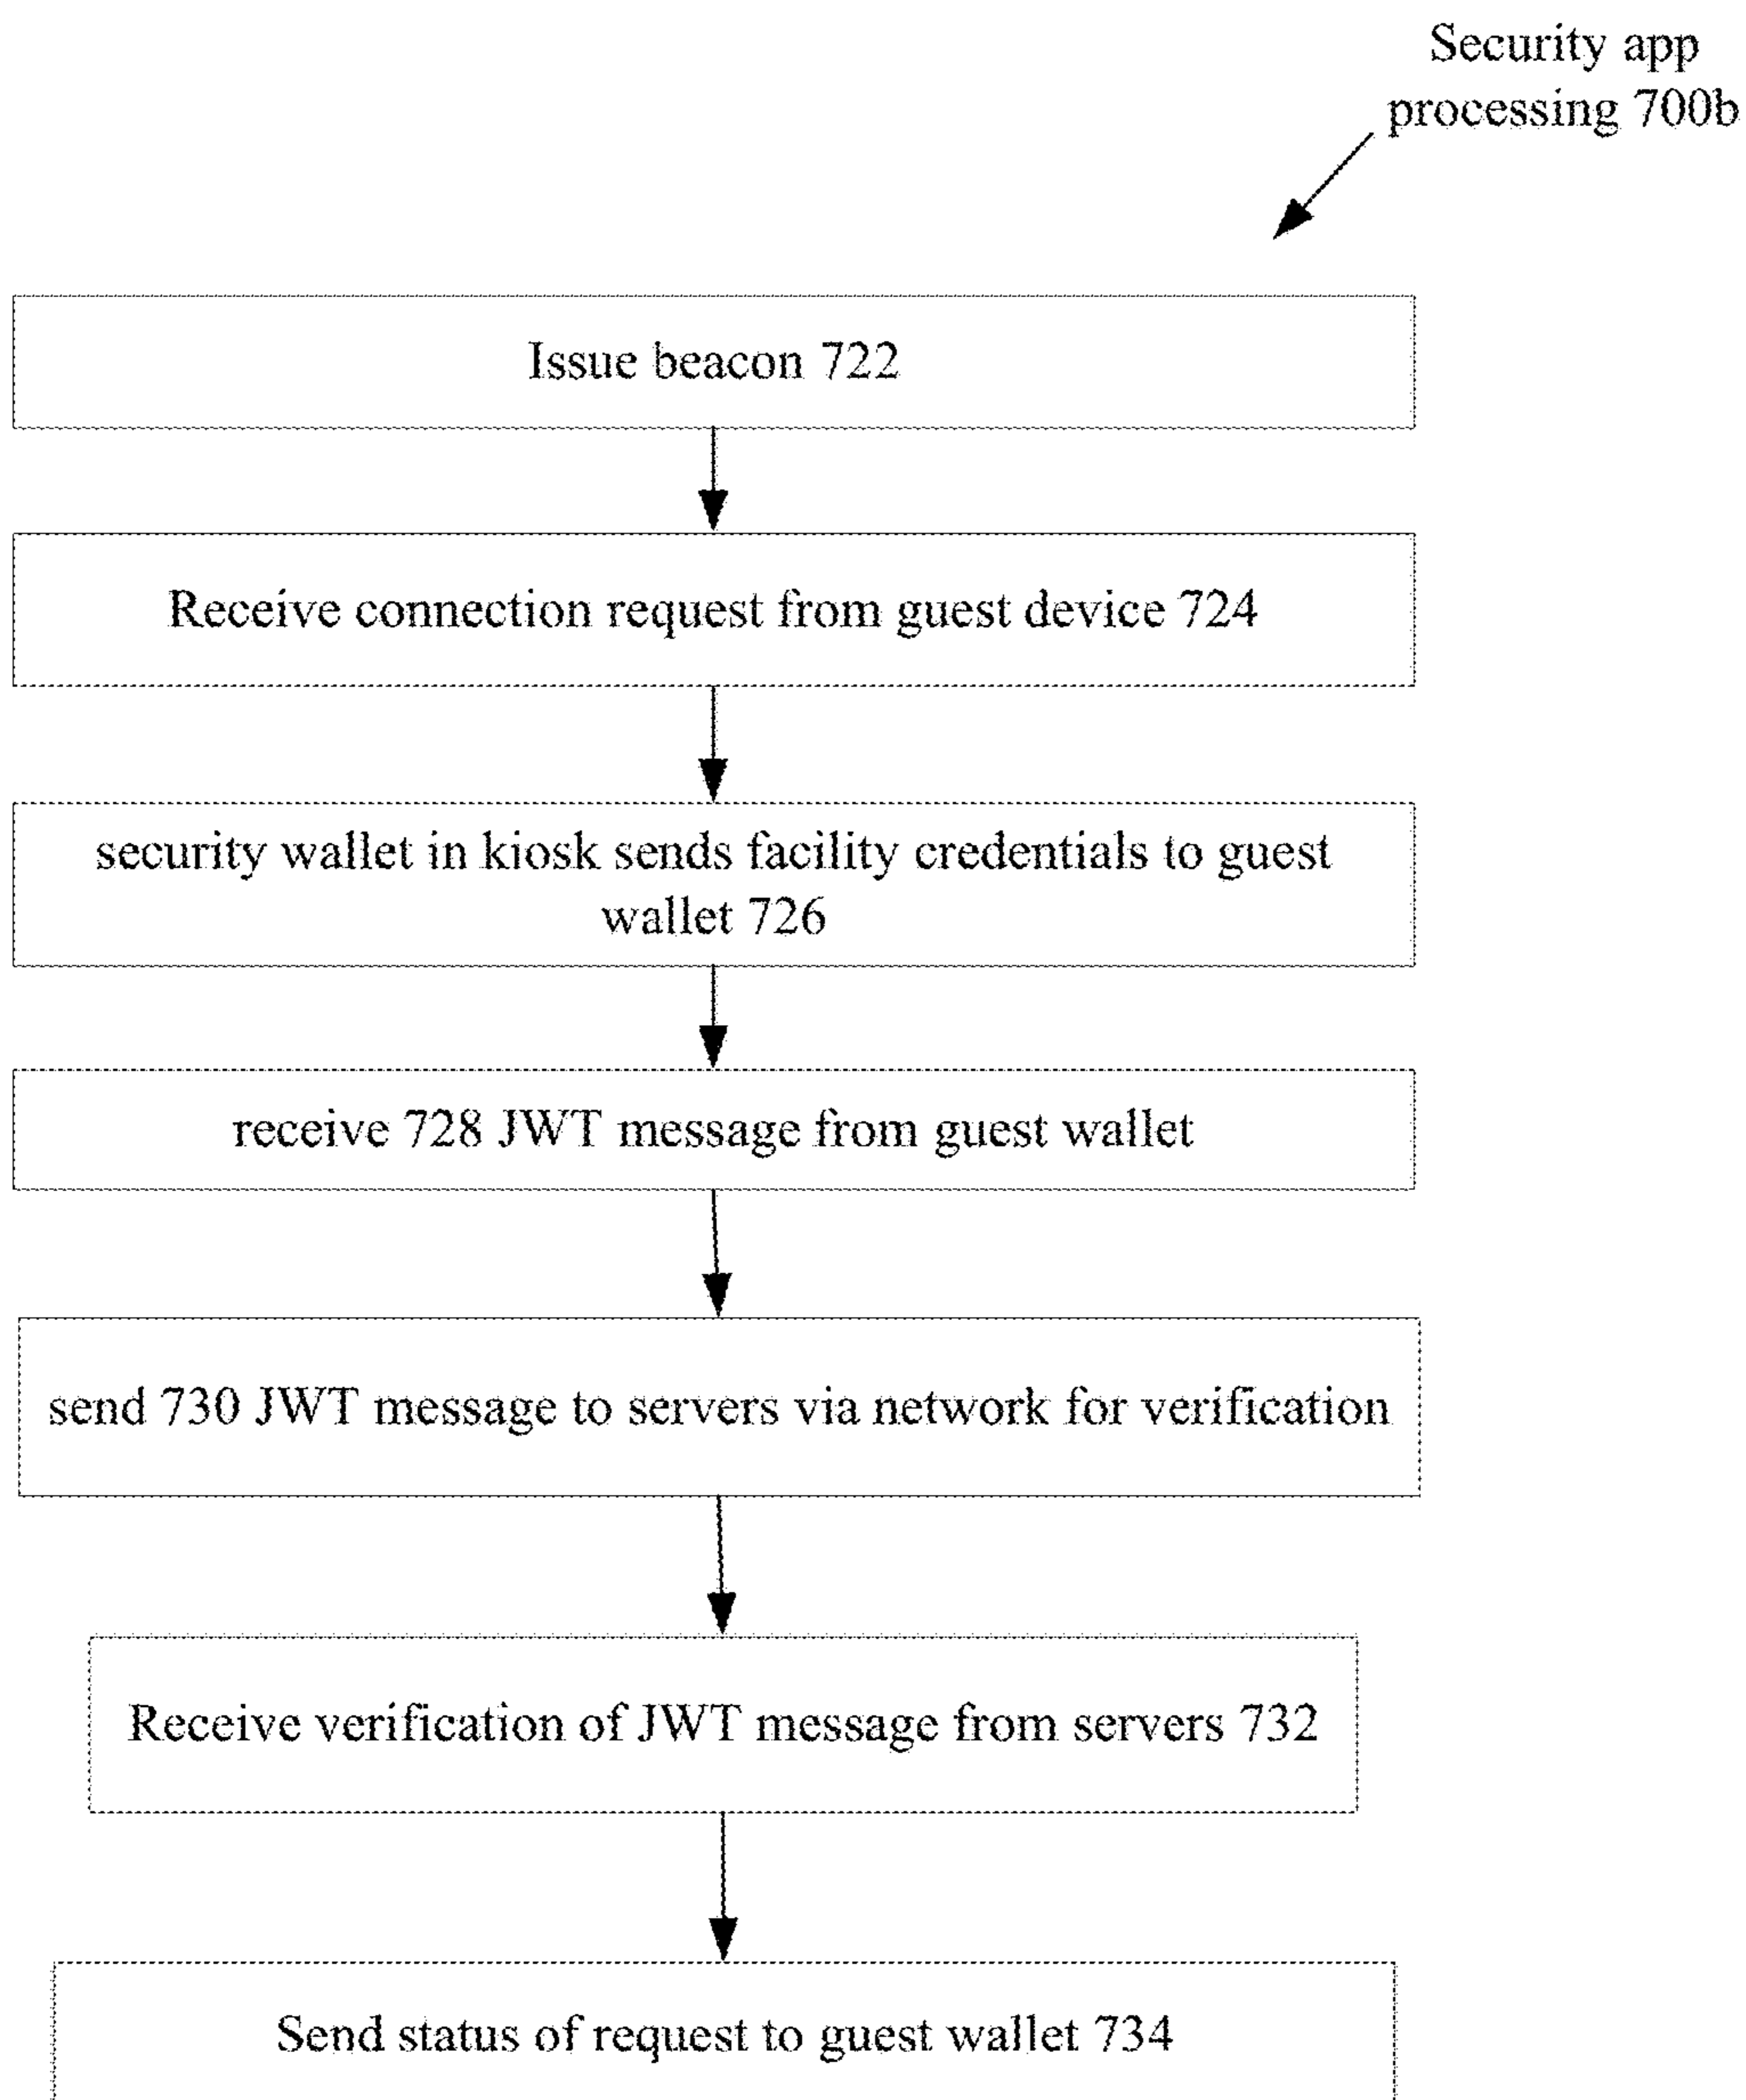 Security app
processing 700b
Issue beacon 722
Receive connection request from guest device 724
security wallet in kiosk sends facility credentials to guest
wallet 726
receive 728 JWT message from guest wallet
send 730 JWT message to servers via network for verification
Receive verification of JWT message from servers 732
Send status of request to guest wallet 734